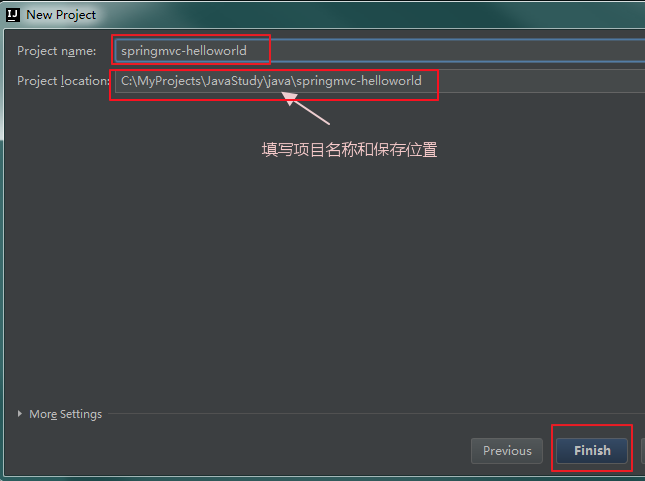 IJ New Project
Project name: springmvc-helloworld
Project location: C:\MyProjects\JavaStudy\java\springmvc-helloworld
填写项目名称和保存位置
More Settings
Previous Finish